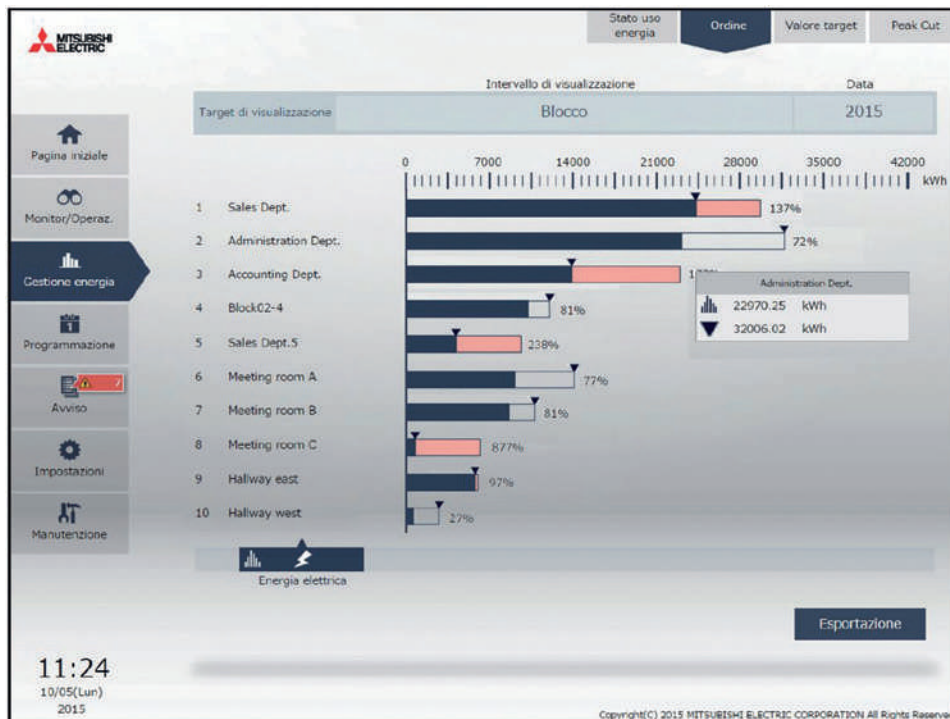 MITSUBISHI
ELECTRIC
Stato uso
energia
Ordine
Valore target
Peak Cut
Intervallo di visualizzazione
Data
Target di visualizzazione
Blocco
2015
Pagina iniziale
Monitor/Operaz.
Gestione energia
Programmazione
Avviso
Impostazioni
Manutenzione
0 7000 14000 21000 28000 35000 42000
kWh
1 Sales Dept. 137%
2 Administration Dept. 72%
3 Accounting Dept.
4 Block02-4 81%
5 Sales Dept.5 238%
6 Meeting room A 77%
7 Meeting room B 81%
8 Meeting room C 877%
9 Hallway east 97%
10 Hallway west 27%
Administration Dept.
22970.25 kWh
32006.02 kWh
Energia elettrica
Esportazione
11:24
10/05(Lun)
2015
Copyright(C) 2015 MITSUBISHI ELECTRIC CORPORATION All Rights